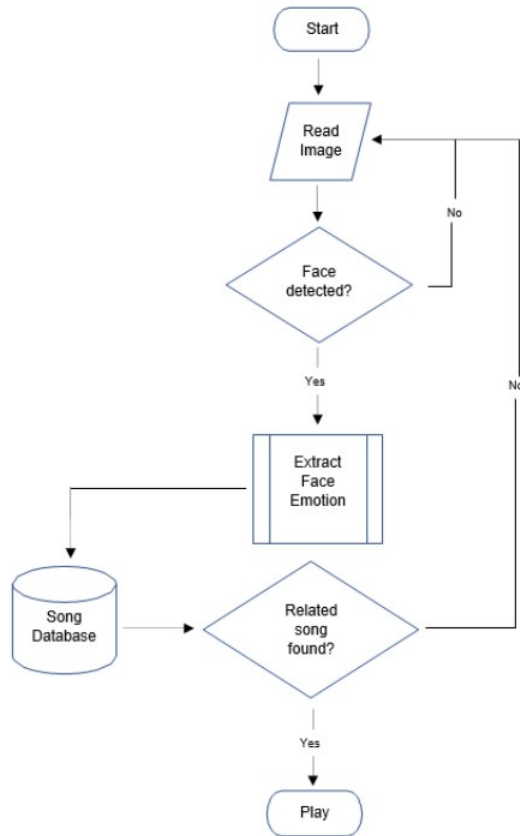 Start
Read
Image
No
Face
detected?
Yes
No
Extract
Face
Emotion
Song
Database
Related
song
found?
Yes
Play